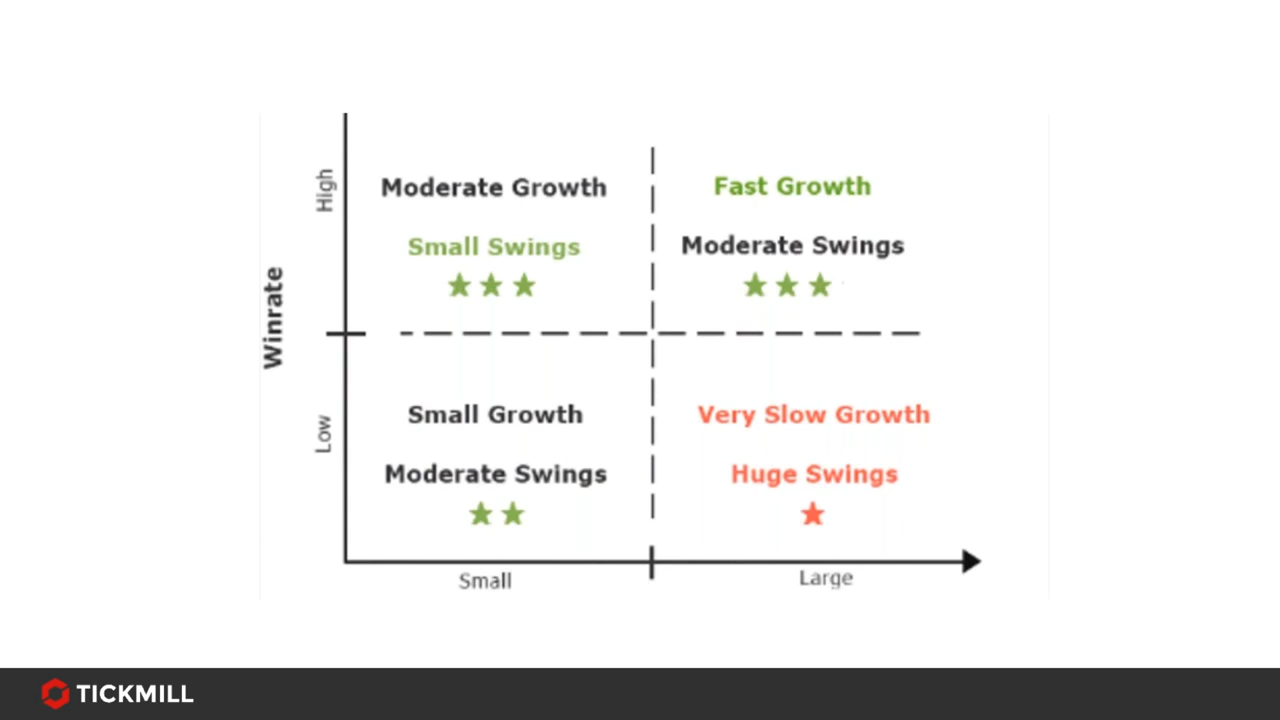 High
Moderate Growth
Fast Growth
Small Swings
Moderate Swings
Winrate
Low
Small Growth
Very Slow Growth
Moderate Swings
Huge Swings
Small
Large
TICKMILL